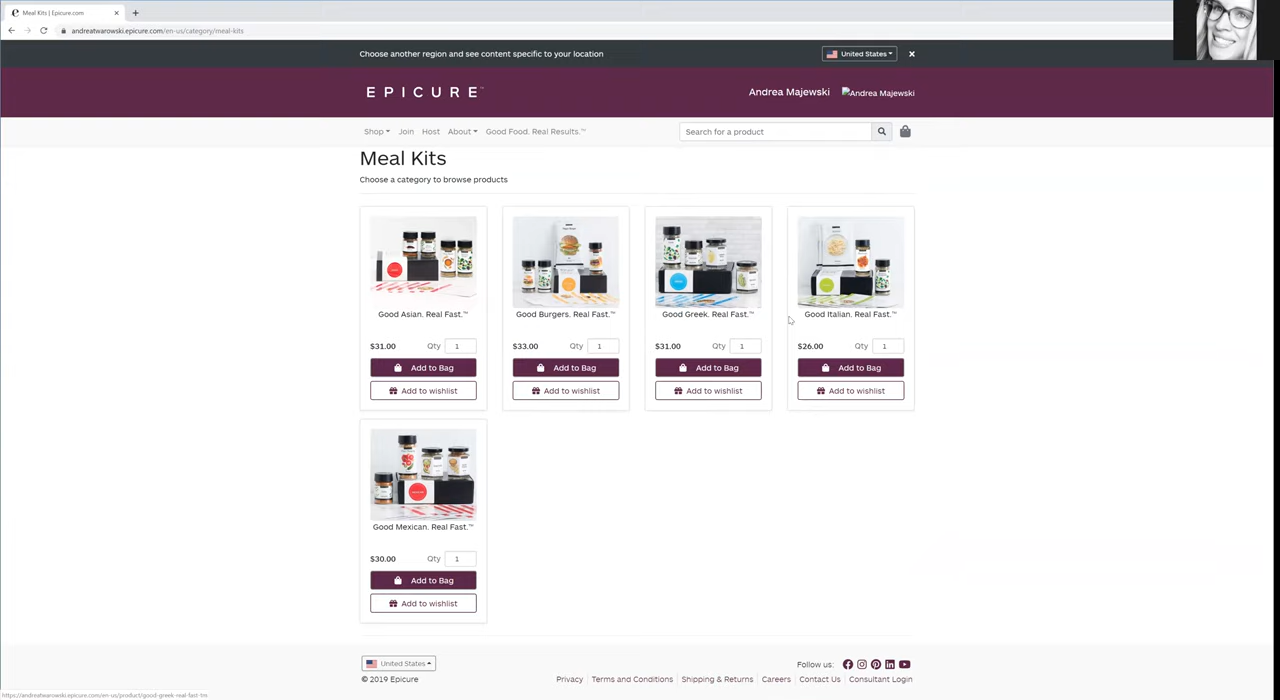 Meal Kits | Epicure.com
andreatwarowski.epicure.com/en-us/category/meal-kits
Choose another region and see content specific to your location
United States
EPICURE™
Andrea Majewski
Andrea Majewski
Shop
Join
Host
About
Good Food. Real Results.™
Search for a product
Meal Kits
Choose a category to browse products
Good Asian. Real Fast.™
Good Burgers. Real Fast.™
Good Greek. Real Fast.™
Good Italian. Real Fast.™
$31.00 Qty 1
$33.00 Qty 1
$31.00 Qty 1
$26.00 Qty 1
Add to Bag
Add to Bag
Add to Bag
Add to Bag
Add to wishlist
Add to wishlist
Add to wishlist
Add to wishlist
Good Mexican. Real Fast.™
$30.00 Qty 1
Add to Bag
Add to wishlist
United States
Follow us:
© 2019 Epicure
Privacy
Terms and Conditions
Shipping & Returns
Careers
Contact Us
Consultant Login
https://andreatwarowski.epicure.com/en-us/product/good-greek-real-fast-tm